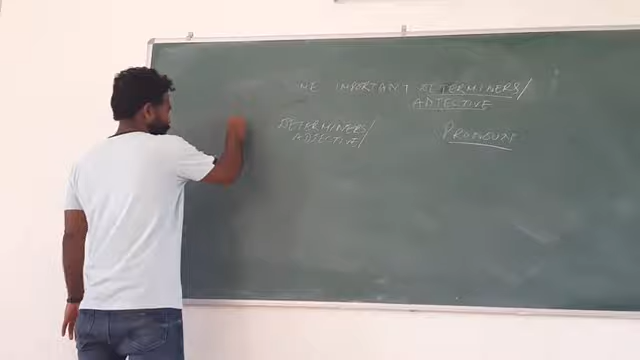 ME IMPORTANT DETERMINERS/
ADJECTIVE
DETERMINERS/ PRONOUN
ADJECTIVE/